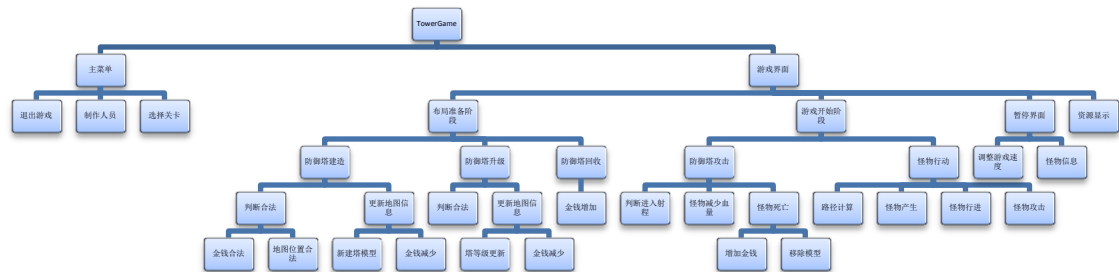 TowerGame
主菜单
游戏界面
退出游戏
制作人员
选择关卡
布局准备阶
段
游戏开始阶
段
暂停界面
资源显示
防御塔建造
防御塔升级
防御塔回收
防御塔攻击
怪物行动
调整游戏速
度
怪物信息
判断合法
更新地图信
息
判断合法
更新地图信
息
金钱增加
判断进入射
程
怪物减少血
量
怪物死亡
路径计算
怪物产生
怪物行进
怪物攻击
金钱合法
地图位置合
法
新建塔模型
金钱减少
塔等级更新
金钱减少
增加金钱
移除模型